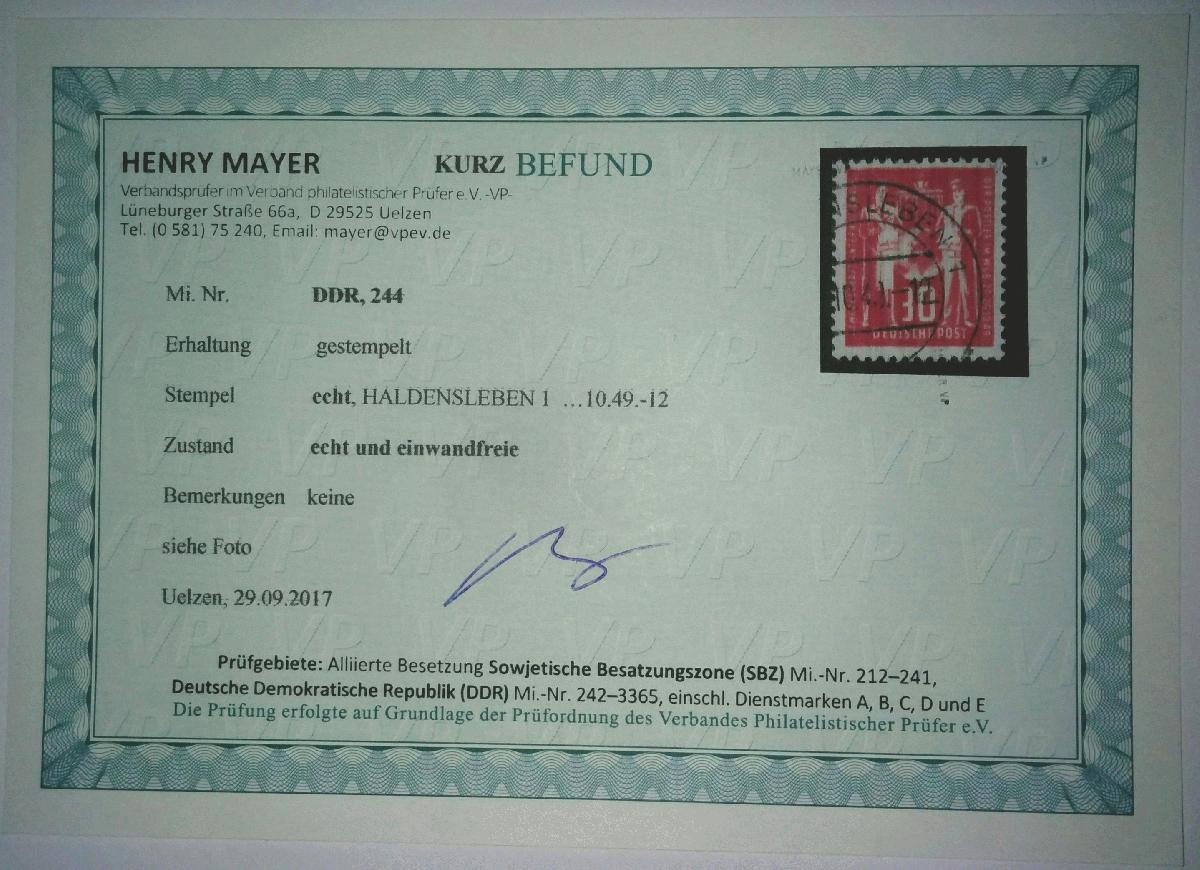 HENRY MAYER
KURZ BEFUND
Verbandsprüfer im Verband philatelistischer Prüfer e.V. -VP-
Lüneburger Straße 66a, D 29525 Uelzen
Tel. (0 581) 75 240, Email: mayer@vpev.de
Mi. Nr. DDR, 244
Erhaltung gestempelt
Stempel echt, HALDENSLEBEN 1 ...10.49.-12
Zustand echt und einwandfreie
Bemerkungen keine
siehe Foto
Uelzen, 29.09.2017
Prüfgebiete: Alliierte Besetzung Sowjetische Besatzungszone (SBZ) Mi.-Nr. 212–241,
Deutsche Demokratische Republik (DDR) Mi.-Nr. 242–3365, einschl. Dienstmarken A, B, C, D und E
Die Prüfung erfolgte auf Grundlage der Prüfordnung des Verbandes Philatelistischer Prüfer e.V.
30
DEUTSCHE POST
VP